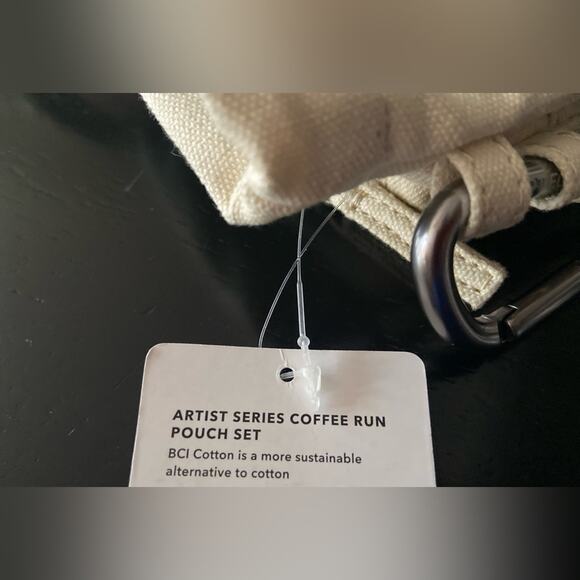 ARTIST SERIES COFFEE RUN
POUCH SET
BCI Cotton is a more sustainable
alternative to cotton